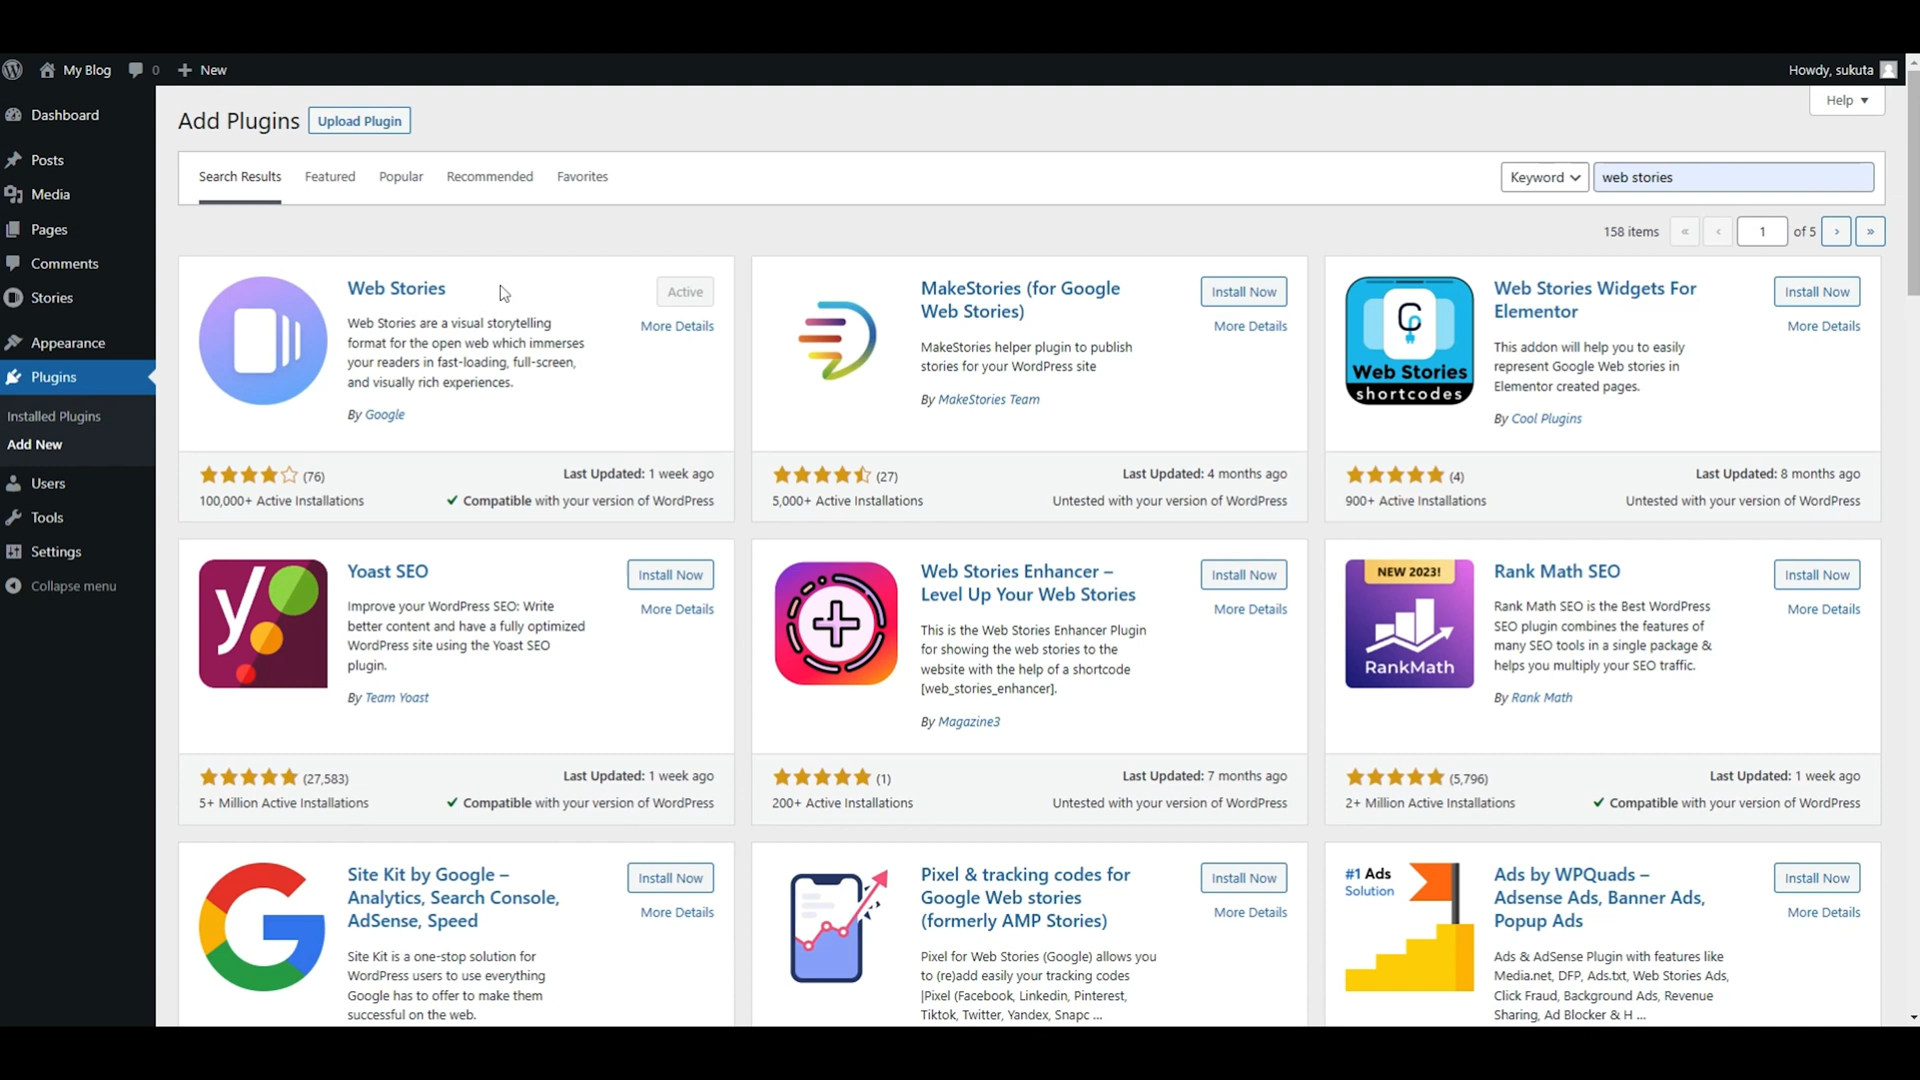 My Blog 0 New Howdy, sukuta
Help
Dashboard
Posts
Media
Pages
Comments
Stories
Appearance
Plugins
Installed Plugins
Add New
Users
Tools
Settings
Collapse menu
Add Plugins Upload Plugin
Search Results Featured Popular Recommended Favorites Keyword web stories
158 items « ‹ 1 of 5 › »
Web Stories
Active
More Details
Web Stories are a visual storytelling
format for the open web which immerses
your readers in fast-loading, full-screen,
and visually rich experiences.
By Google
(76)
Last Updated: 1 week ago
100,000+ Active Installations
Compatible with your version of WordPress
MakeStories (for Google
Web Stories)
Install Now
More Details
MakeStories helper plugin to publish
stories for your WordPress site
By MakeStories Team
(27)
Last Updated: 4 months ago
5,000+ Active Installations
Untested with your version of WordPress
Web Stories
shortcodes
Web Stories Widgets For
Elementor
Install Now
More Details
This addon will help you to easily
represent Google Web stories in
Elementor created pages.
By Cool Plugins
(4)
Last Updated: 8 months ago
900+ Active Installations
Untested with your version of WordPress
y
Yoast SEO
Install Now
More Details
Improve your WordPress SEO: Write
better content and have a fully optimized
WordPress site using the Yoast SEO
plugin.
By Team Yoast
(27,583)
Last Updated: 1 week ago
5+ Million Active Installations
Compatible with your version of WordPress
Web Stories Enhancer –
Level Up Your Web Stories
Install Now
More Details
This is the Web Stories Enhancer Plugin
for showing the web stories to the
website with the help of a shortcode
[web_stories_enhancer].
By Magazine3
(1)
Last Updated: 7 months ago
200+ Active Installations
Untested with your version of WordPress
NEW 2023!
RankMath
Rank Math SEO
Install Now
More Details
Rank Math SEO is the Best WordPress
SEO plugin combines the features of
many SEO tools in a single package &
helps you multiply your SEO traffic.
By Rank Math
(5,796)
Last Updated: 1 week ago
2+ Million Active Installations
Compatible with your version of WordPress
G
Site Kit by Google –
Analytics, Search Console,
AdSense, Speed
Install Now
More Details
Site Kit is a one-stop solution for
WordPress users to use everything
Google has to offer to make them
successful on the web.
Pixel & tracking codes for
Google Web stories
(formerly AMP Stories)
Install Now
More Details
Pixel for Web Stories (Google) allows you
to (re)add easily your tracking codes
|Pixel (Facebook, Linkedin, Pinterest,
Tiktok, Twitter, Yandex, Snapc ...
#1 Ads
Solution
Ads by WPQuads –
Adsense Ads, Banner Ads,
Popup Ads
Install Now
More Details
Ads & AdSense Plugin with features like
Media.net, DFP, Ads.txt, Web Stories Ads,
Click Fraud, Background Ads, Revenue
Sharing, Ad Blocker & H ...